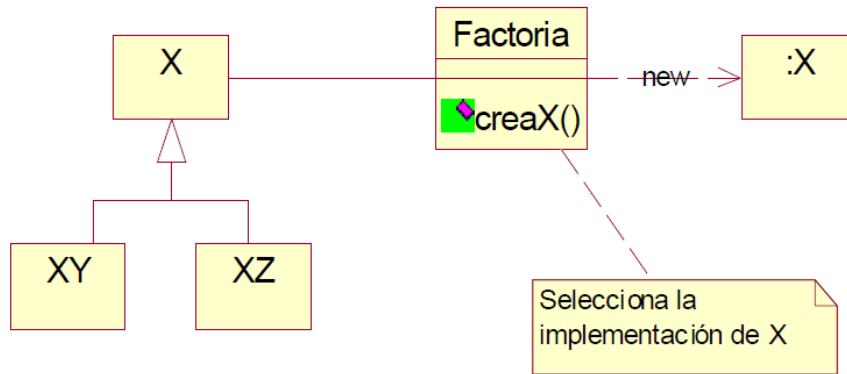 X
Factoria
creaX()
new
:X
XY
XZ
Selecciona la
implementación de X